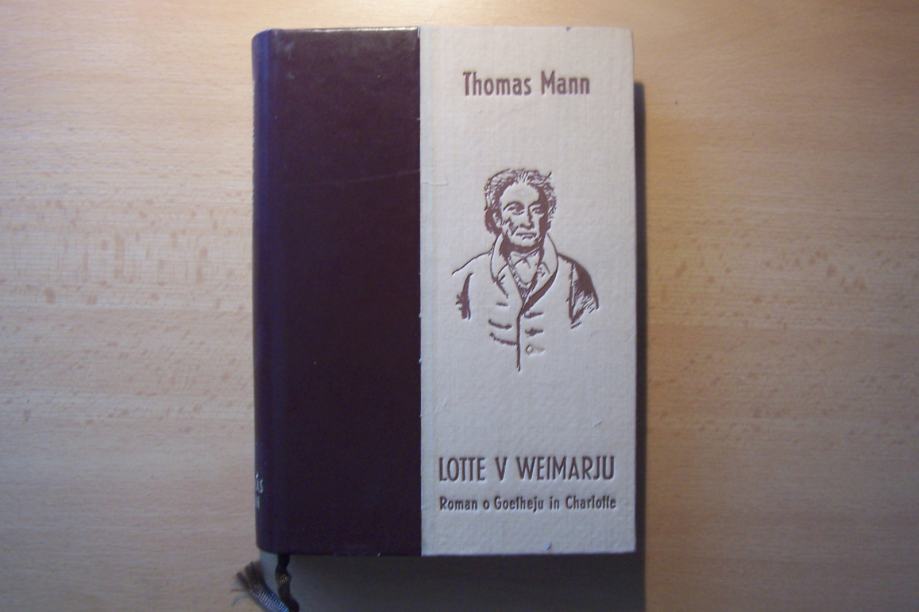 Thomas Mann
LOTTE V WEIMARJU
Roman o Goetheju in Charlotte